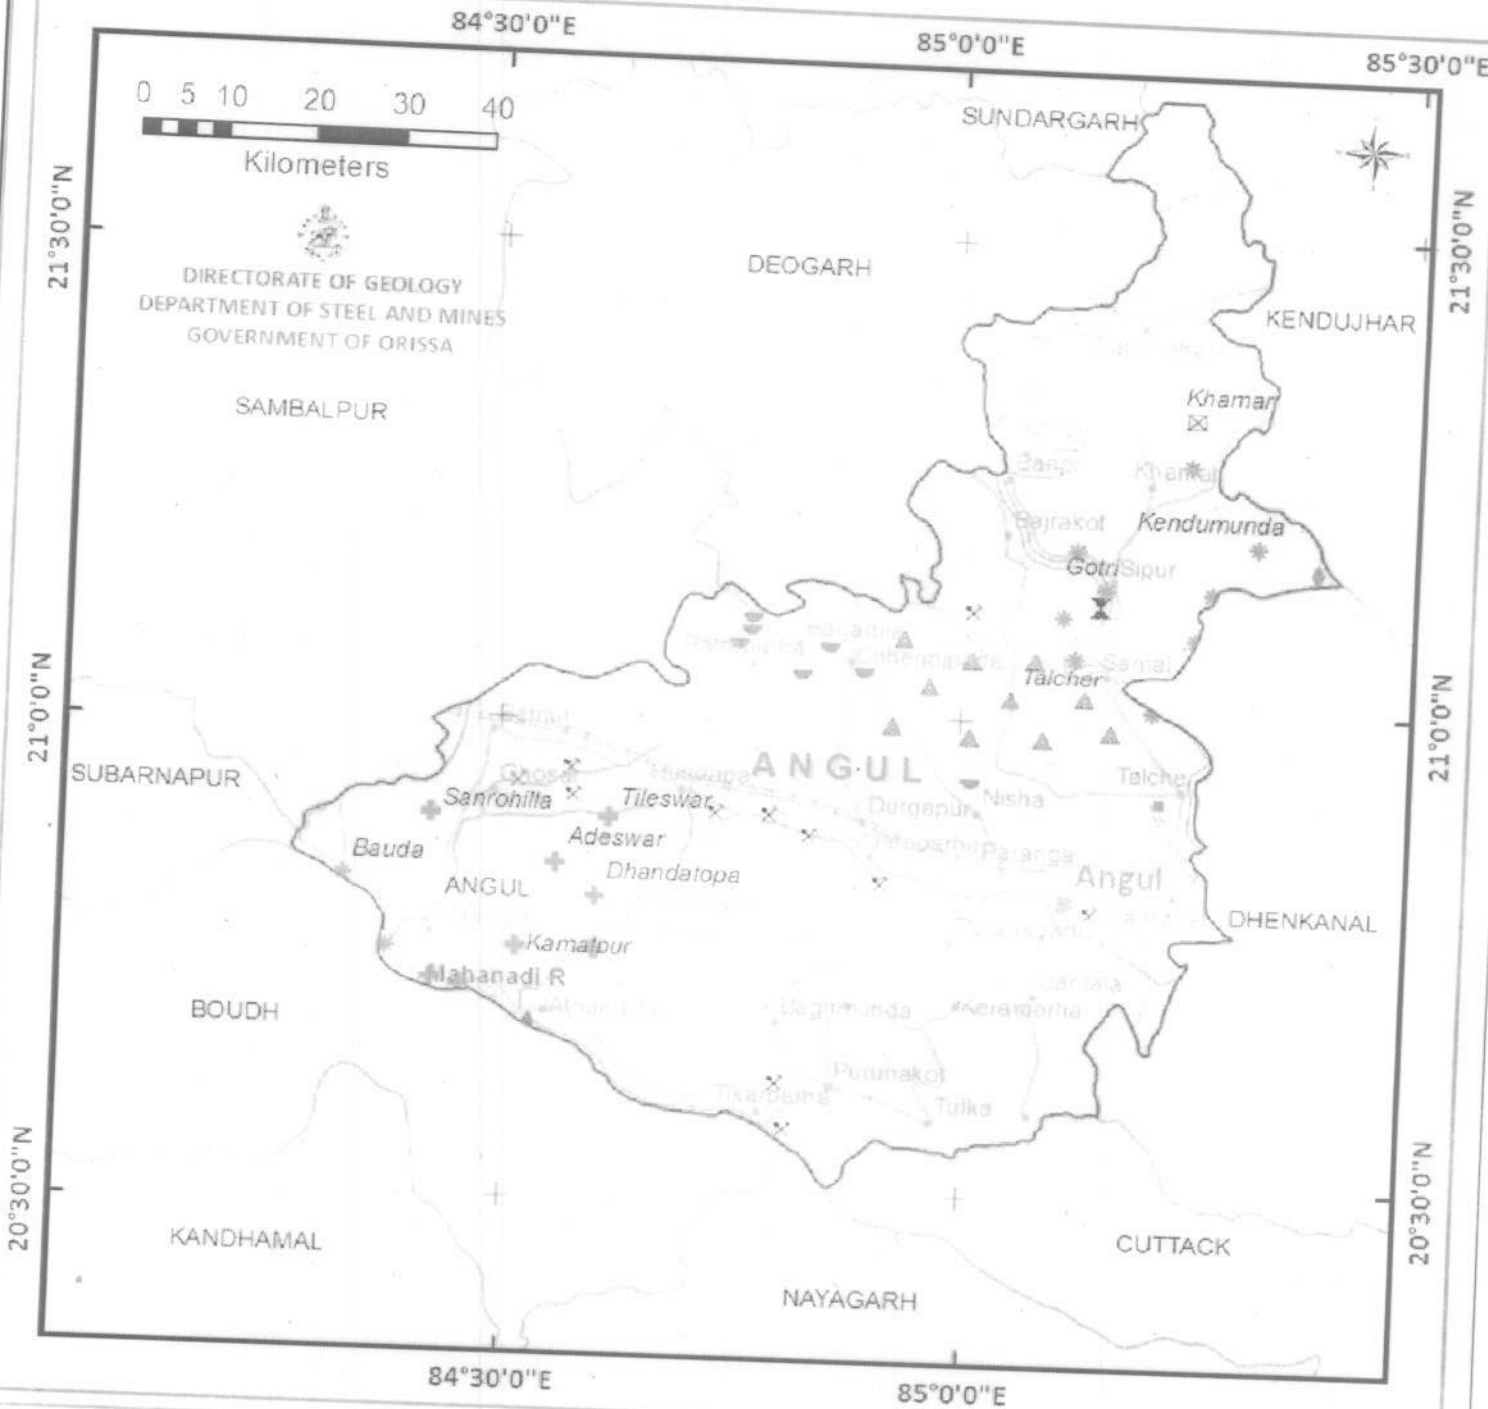 84°30'0"E
85°0'0"E
85°30'0"E
0 5 10 20 30 40
Kilometers
DIRECTORATE OF GEOLOGY
DEPARTMENT OF STEEL AND MINES
GOVERNMENT OF ORISSA
SUNDARGARH
21°30'0"N
21°30'0"N
DEOGARH
KENDUJHAR
SAMBALPUR
Khamar
Khamar
Bajrakot
Kendumunda
Gotri
Sipur
Samal
Talcher
21°0'0"N
21°0'0"N
ANGUL
SUBARNAPUR
Talcher
Sanrohilla
Tileswar
Durgapur
Nisha
Bauda
Adeswar
Paranga
Dhandatopa
ANGUL
Angul
DHENKANAL
Kamalpur
Mahanadi R
BOUDH
Purunakot
Tulka
20°30'0"N
20°30'0"N
KANDHAMAL
CUTTACK
NAYAGARH
84°30'0"E
85°0'0"E